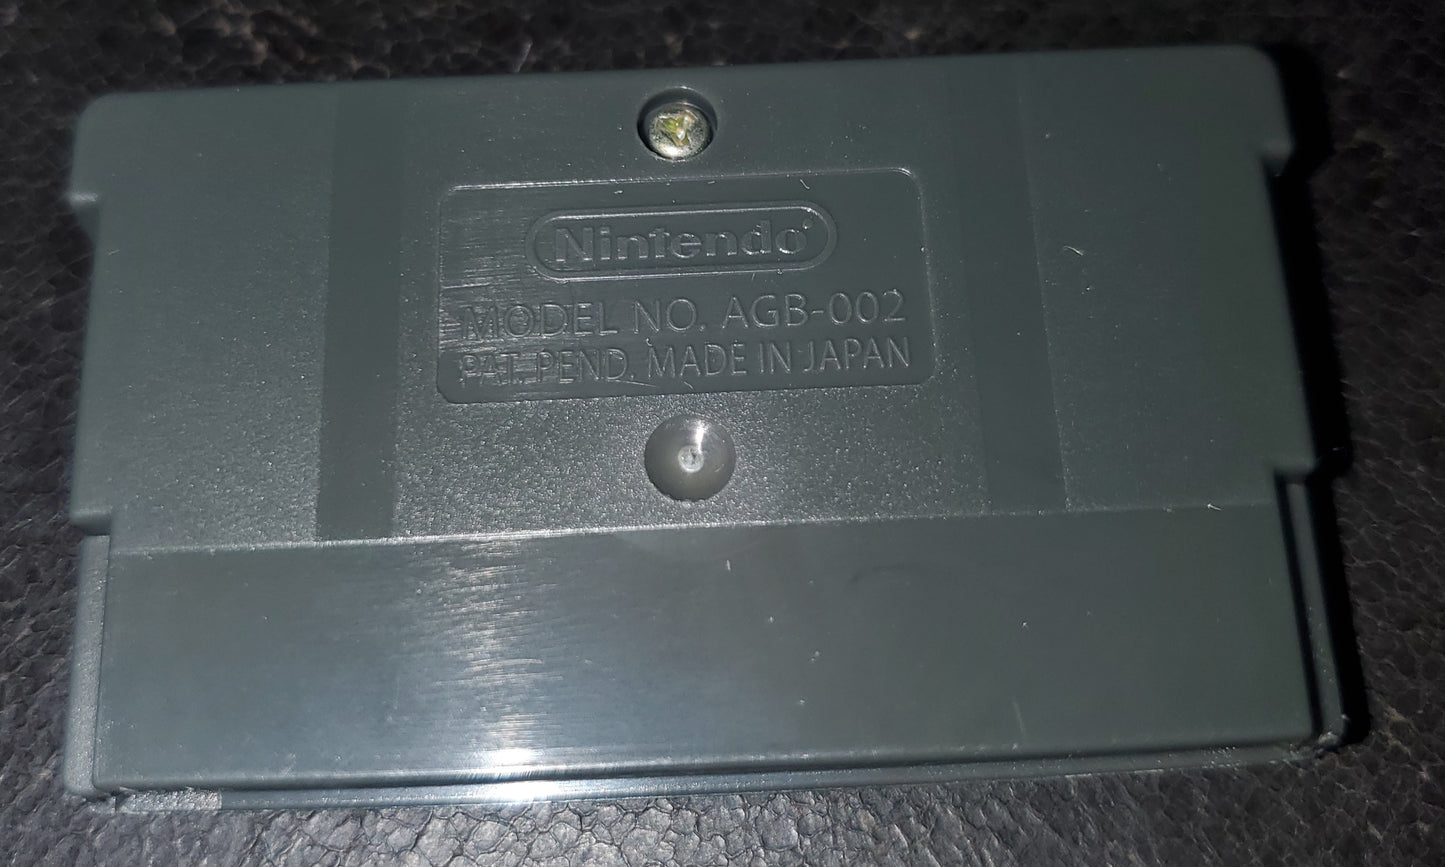 Nintendo®
MODEL NO. AGB-002
PAT. PEND. MADE IN JAPAN